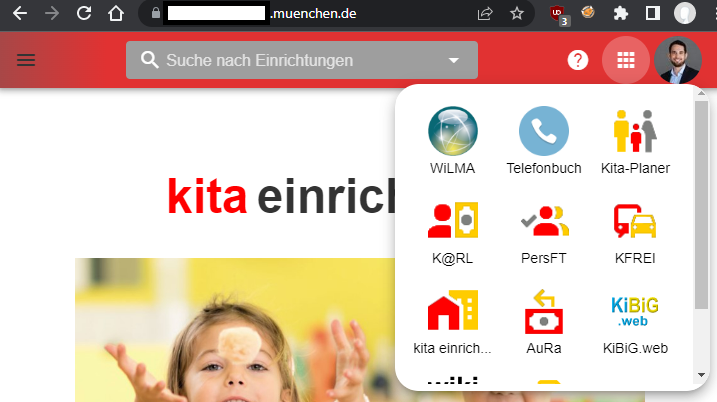 .muenchen.de
3
Suche nach Einrichtungen
?
WiLMA
Telefonbuch
Kita-Planer
kita einrich
K@RL
PersFT
KFREI
KiBiG
.web
kita einrich...
AuRa
KiBiG.web